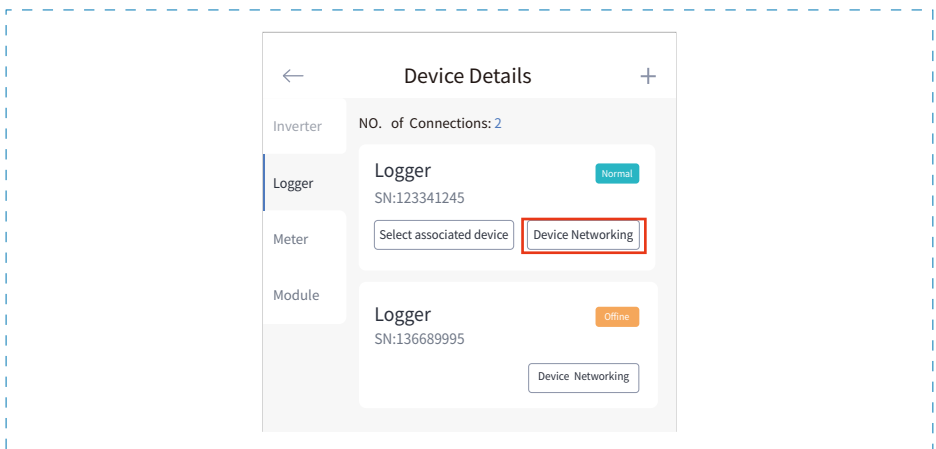 Device Details
Inverter
NO. of Connections: 2
Logger
Logger
Normal
SN:123341245
Meter
Select associated device
Device Networking
Module
Logger
Offine
SN:136689995
Device Networking